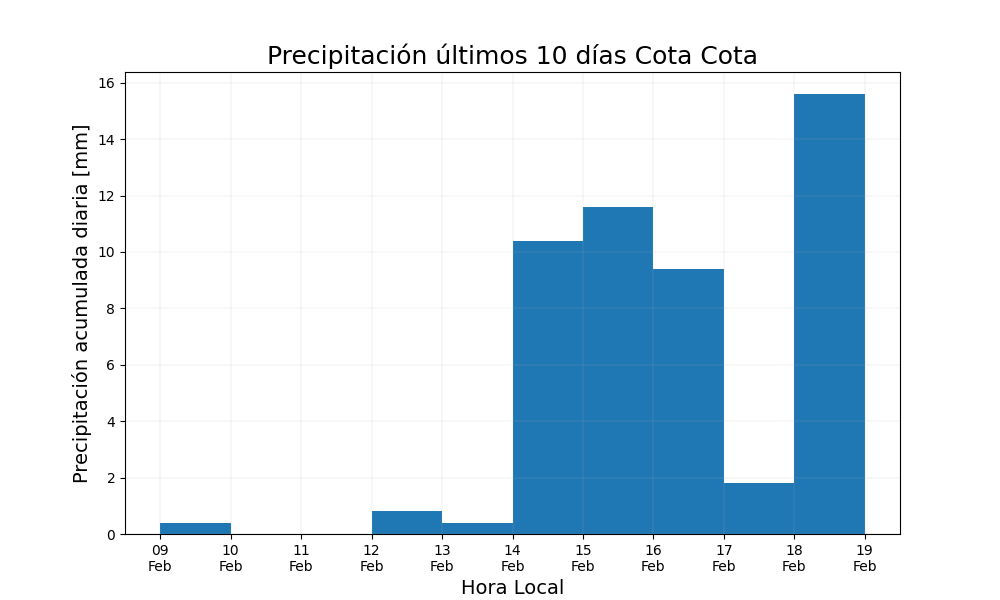 Precipitación últimos 10 días Cota Cota
Precipitación acumulada diaria [mm]
16
14
12
10
8
6
4
2
0
09 10 11 12 13 14 15 16 17 18 19
Feb Feb Feb Feb Feb Feb Feb Feb Feb Feb Feb
Hora Local